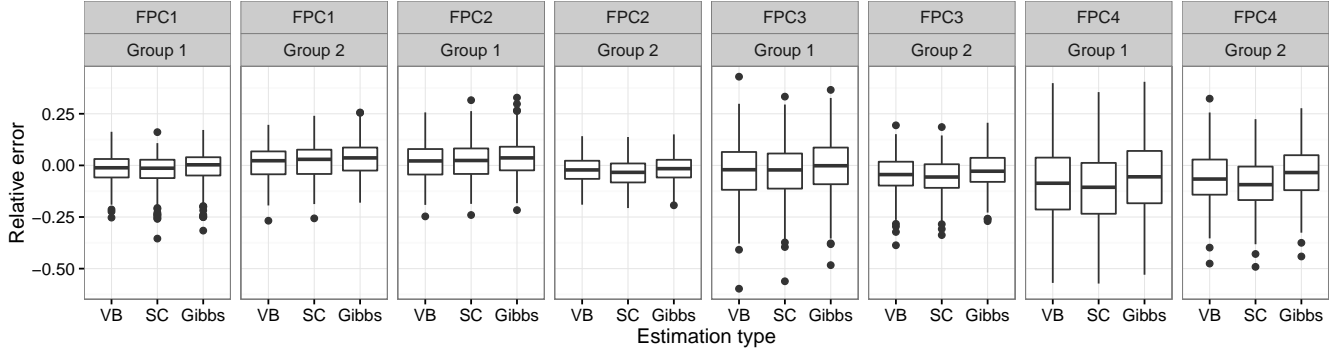 FPC1 FPC1 FPC2 FPC2 FPC3 FPC3 FPC4 FPC4
Group 1 Group 2 Group 1 Group 2 Group 1 Group 2 Group 1 Group 2
0.25
0.00
−0.25
−0.50
Relative error
VB SC Gibbs VB SC Gibbs VB SC Gibbs VB SC Gibbs VB SC Gibbs VB SC Gibbs VB SC Gibbs VB SC Gibbs
Estimation type